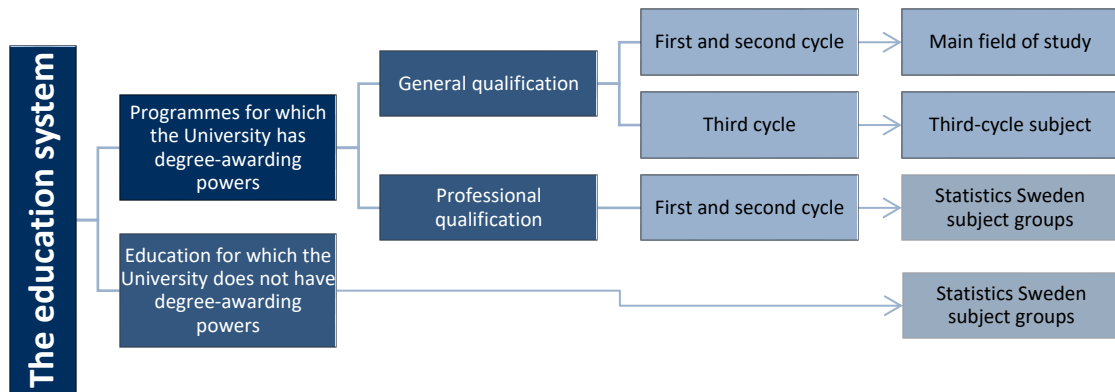 The education system
Programmes for which
the University has
degree-awarding
powers
General qualification
First and second cycle
Main field of study
Third cycle
Third-cycle subject
Professional
qualification
First and second cycle
Statistics Sweden
subject groups
Education for which the
University does not have
degree-awarding
powers
Statistics Sweden
subject groups